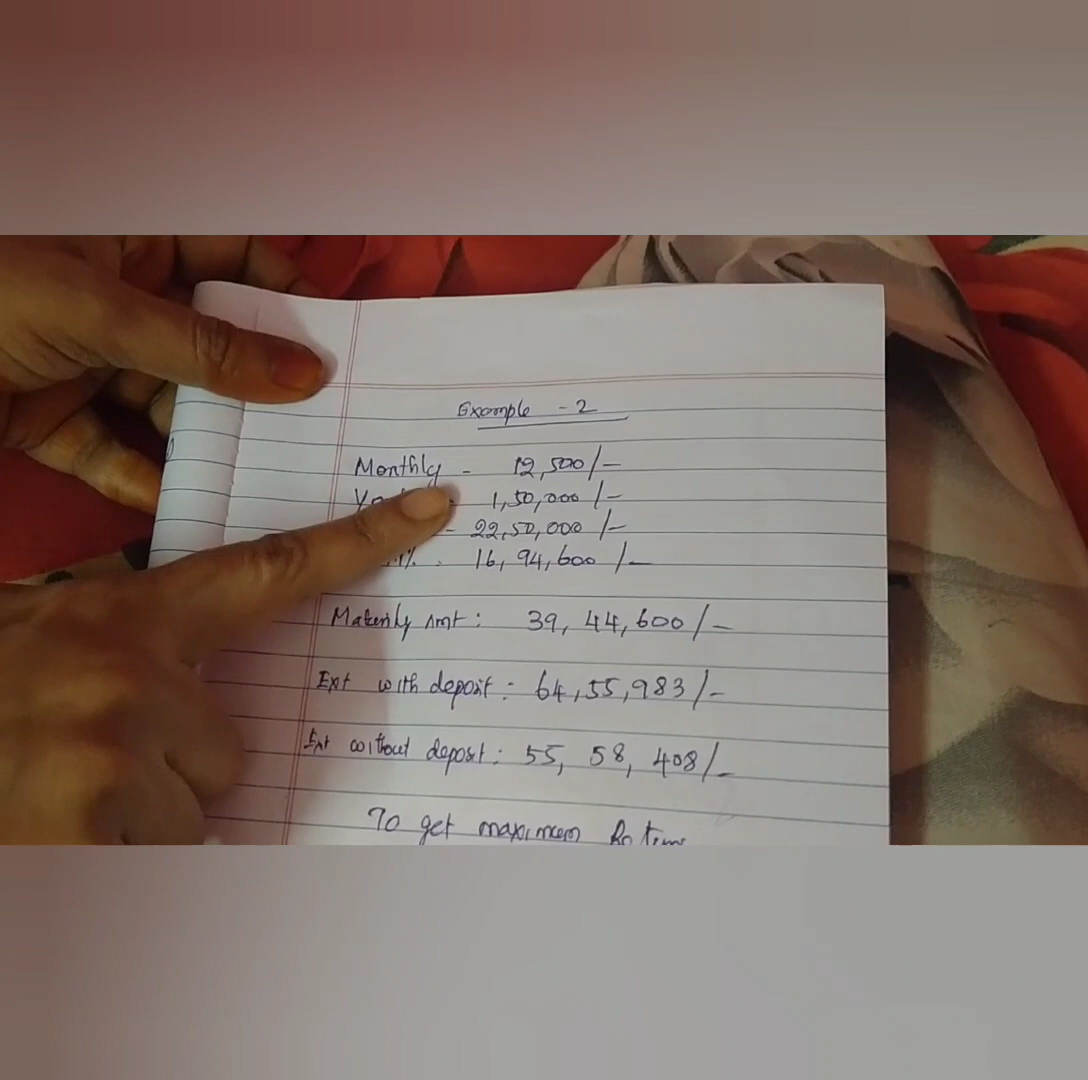 Example - 2
Monthly - 12,500/-
- 1,50,000/-
- 22,50,000/-
1% . 16,94,600/-
Maturity Amt : 39,44,600/-
Ext with deposit : 64,55,983/-
Ext without deposit : 55,58,408/-
To get maximum